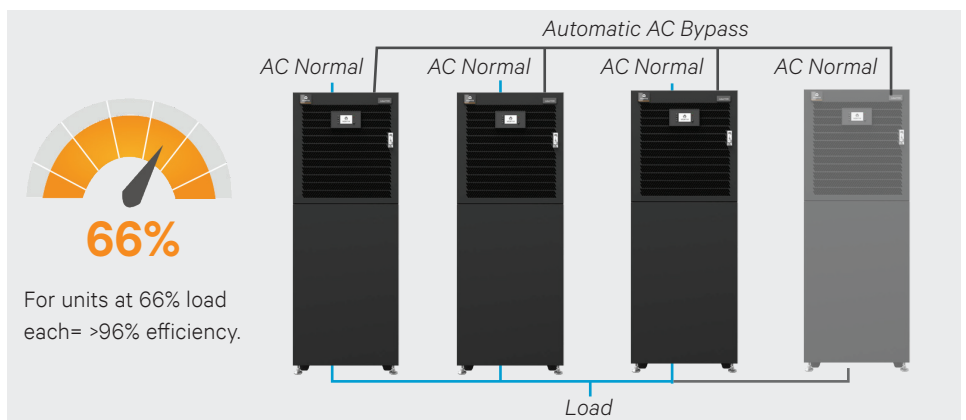 Automatic AC Bypass
AC Normal
AC Normal
AC Normal
AC Normal
66%
For units at 66% load
each= >96% efficiency.
Load